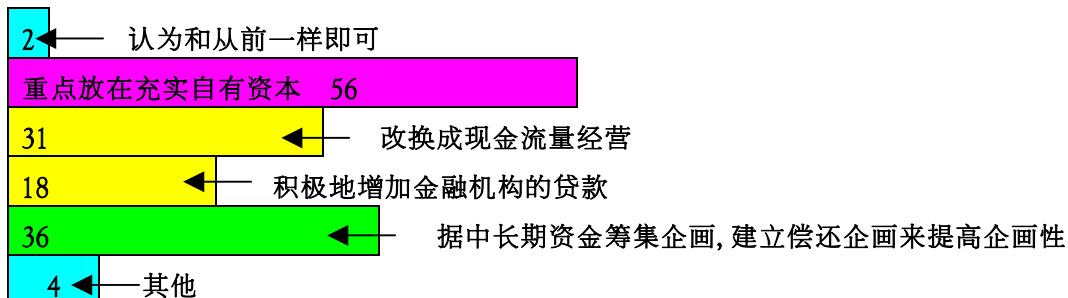 2 认为和从前一样即可
重点放在充实自有资本 56
31 改换成现金流量经营
18 积极地增加金融机构的贷款
36 据中长期资金筹集企画,建立偿还企画来提高企画性
4 其他